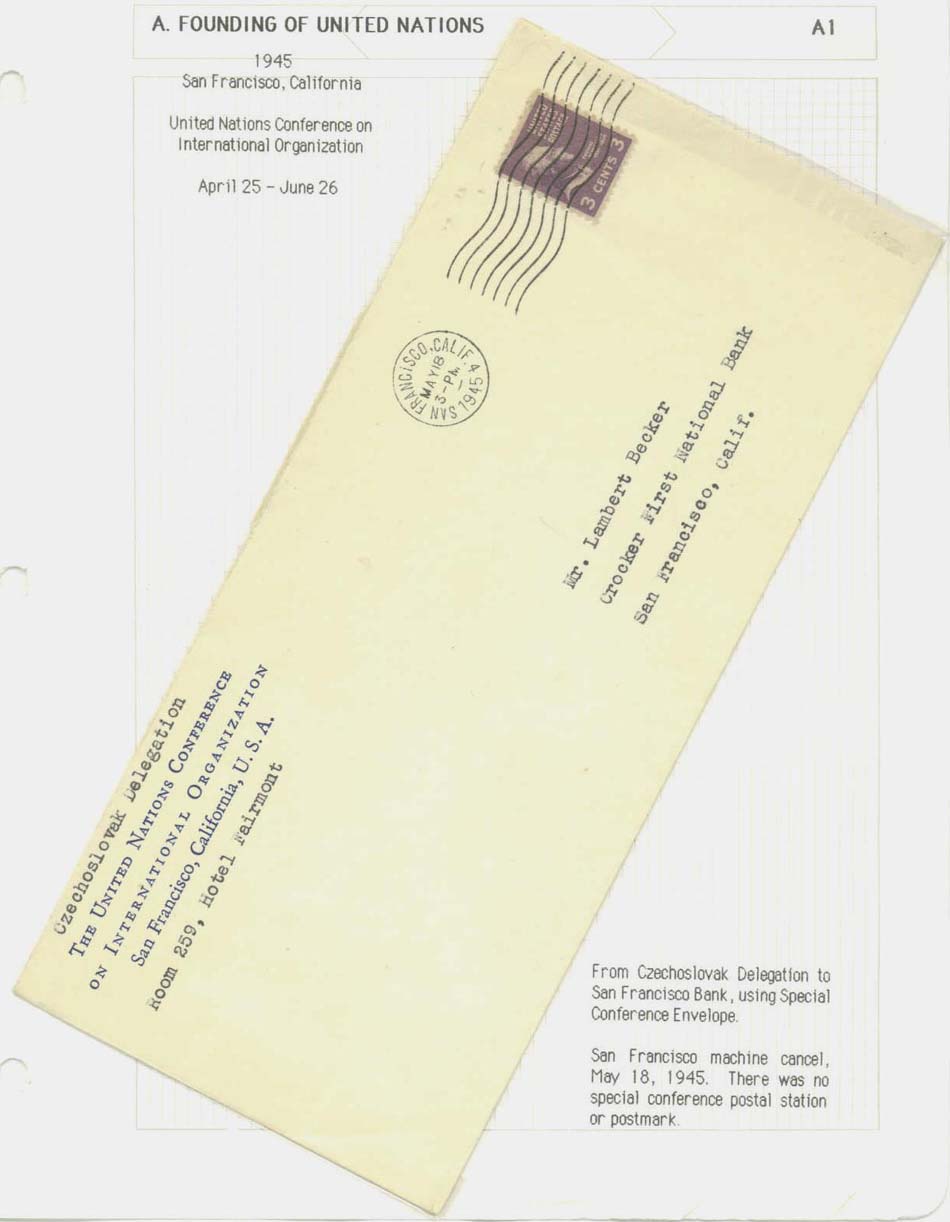 A. FOUNDING OF UNITED NATIONS
A1
1945
San Francisco, California
United Nations Conference on
International Organization
April 25 - June 26
3 CENTS 3
SAN FRANCISCO, CALIF. 4
MAY 18
3 - PM
1945
Mr. Lambert Becker
Crocker First National Bank
San Francisco, Calif.
Czechoslovak Delegation
THE UNITED NATIONS CONFERENCE
ON INTERNATIONAL ORGANIZATION
San Francisco, California, U. S. A.
Room 259, Hotel Fairmont
From Czechoslovak Delegation to
San Francisco Bank, using Special
Conference Envelope.
San Francisco machine cancel,
May 18, 1945. There was no
special conference postal station
or postmark.